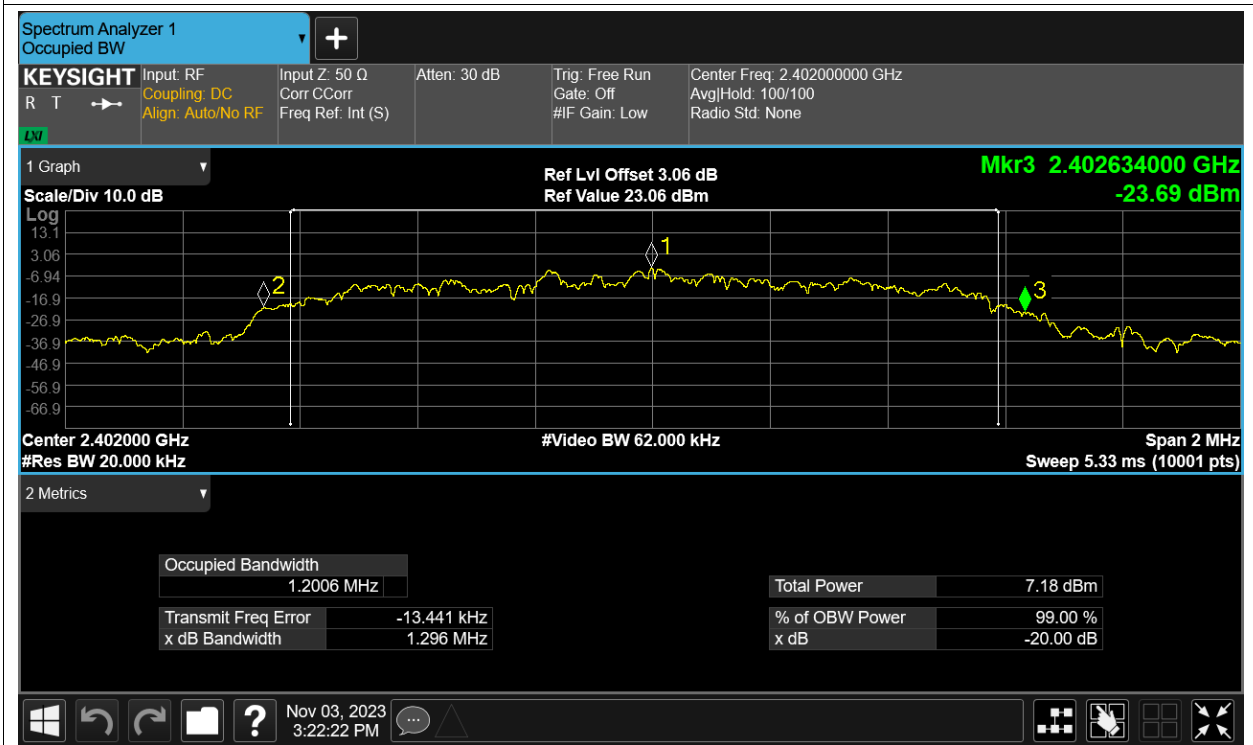 Spectrum Analyzer 1
Occupied BW
KEYSIGHT
R T
LXI
Input: RF
Coupling: DC
Align: Auto/No RF
Input Z: 50 Ω
Corr CCorr
Freq Ref: Int (S)
Atten: 30 dB
Trig: Free Run
Gate: Off
#IF Gain: Low
Center Freq: 2.402000000 GHz
Avg|Hold: 100/100
Radio Std: None
1 Graph
Scale/Div 10.0 dB
Ref Lvl Offset 3.06 dB
Ref Value 23.06 dBm
Mkr3 2.402634000 GHz
-23.69 dBm
Log
13.1
3.06
-6.94
-16.9
-26.9
-36.9
-46.9
-56.9
-66.9
2
1
3
Center 2.402000 GHz
#Res BW 20.000 kHz
#Video BW 62.000 kHz
Span 2 MHz
Sweep 5.33 ms (10001 pts)
2 Metrics
Occupied Bandwidth
1.2006 MHz
Transmit Freq Error -13.441 kHz
x dB Bandwidth 1.296 MHz
Total Power 7.18 dBm
% of OBW Power 99.00 %
x dB -20.00 dB
?
Nov 03, 2023
3:22:22 PM